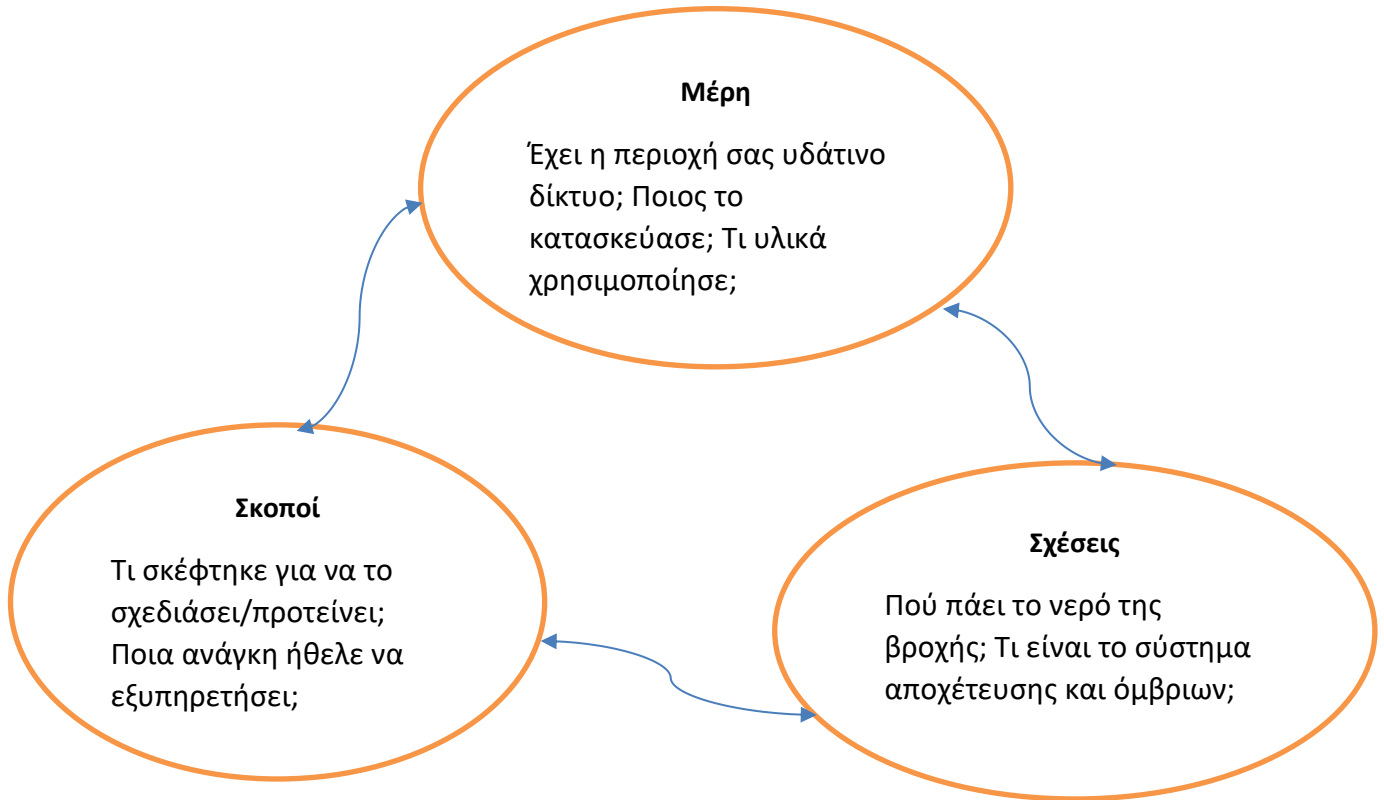 Μέρη
Έχει η περιοχή σας υδάτινο
δίκτυο; Ποιος το
κατασκεύασε; Τι υλικά
χρησιμοποίησε;
Σκοποί
Τι σκέφτηκε για να το
σχεδιάσει/προτείνει;
Ποια ανάγκη ήθελε να
εξυπηρετήσει;
Σχέσεις
Πού πάει το νερό της
βροχής; Τι είναι το σύστημα
αποχέτευσης και όμβριων;